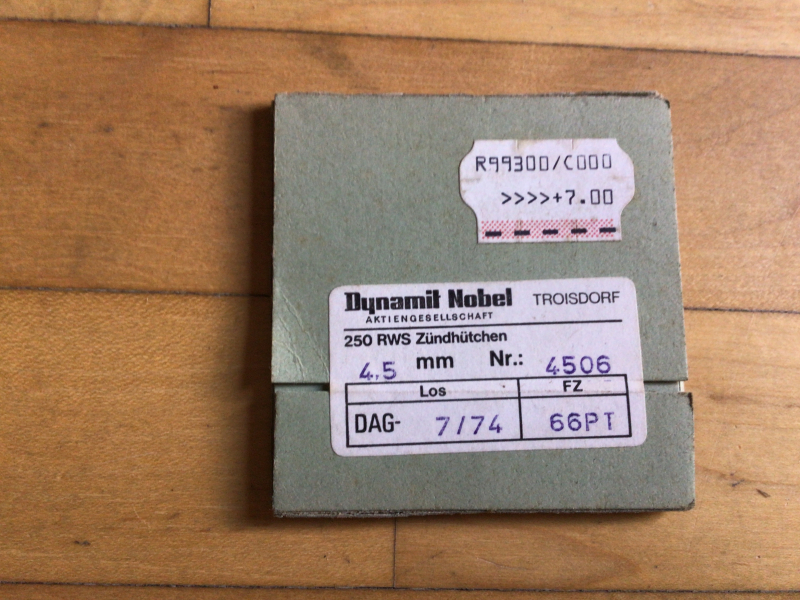 R99300/C000
>>>>+7.00
Dynamit Nobel TROISDORF
AKTIENGESELLSCHAFT
250 RWS Zündhütchen
4,5 mm Nr.: 4506
Los FZ
DAG- 7/74 66PT